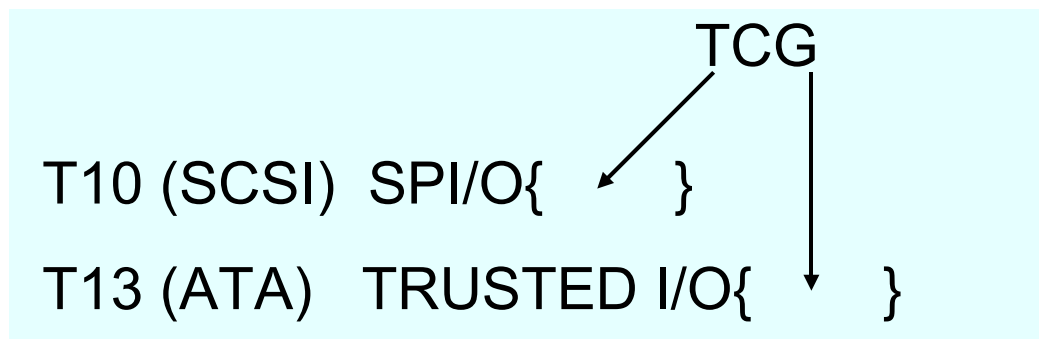 TCG
T10 (SCSI) SPI/O{ }
T13 (ATA) TRUSTED I/O{ }